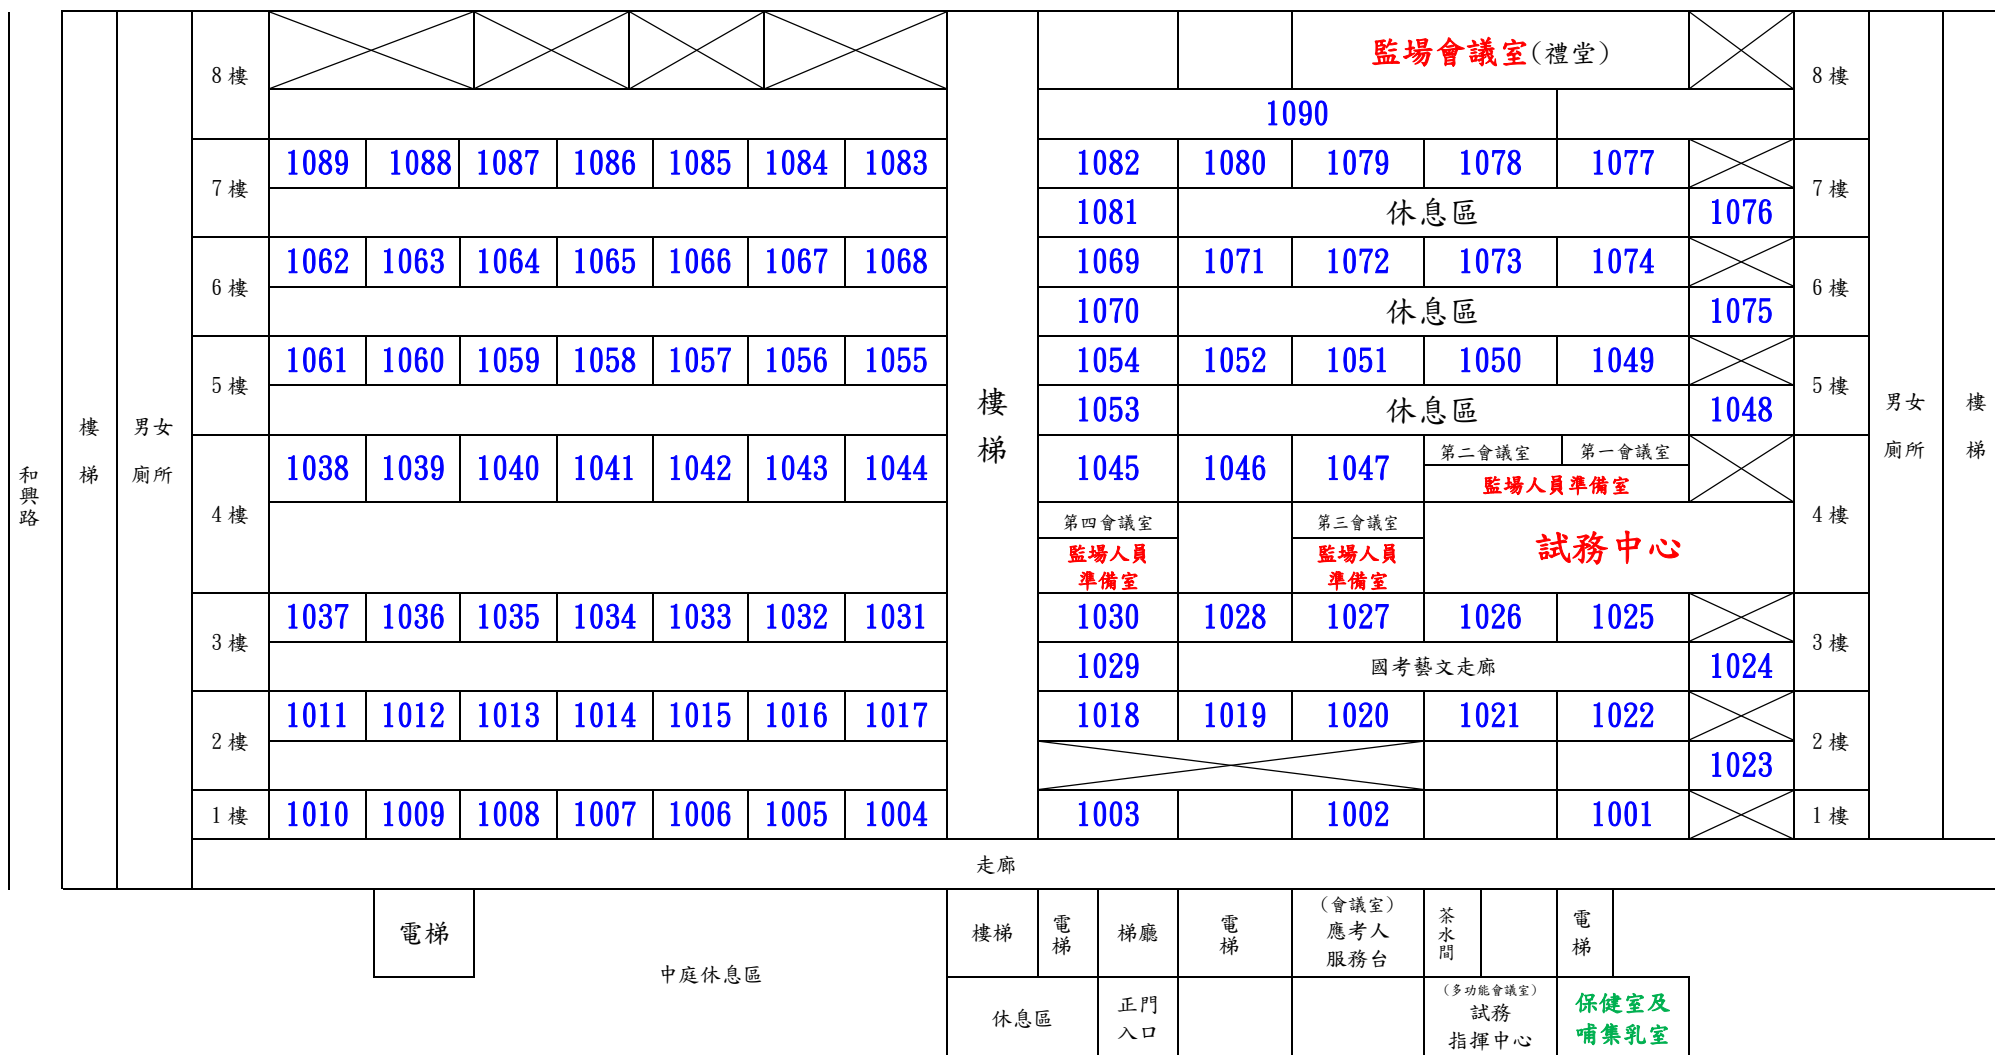 監場會議室(禮堂)
8樓
8樓
1090
1089 1088 1087 1086 1085 1084 1083
1082 1080 1079 1078 1077
7樓
7樓
1081 休息區 1076
1062 1063 1064 1065 1066 1067 1068
1069 1071 1072 1073 1074
6樓
6樓
1070 休息區 1075
1061 1060 1059 1058 1057 1056 1055
1054 1052 1051 1050 1049
5樓
5樓
1053 休息區 1048
和興路
樓梯
男女廁所
樓梯
男女廁所
樓梯
1038 1039 1040 1041 1042 1043 1044
1045 1046 1047
第二會議室 第一會議室
監場人員準備室
4樓
4樓
第四會議室
監場人員
準備室
第三會議室
監場人員
準備室
試務中心
1037 1036 1035 1034 1033 1032 1031
1030 1028 1027 1026 1025
3樓
3樓
1029 國考藝文走廊 1024
1011 1012 1013 1014 1015 1016 1017
1018 1019 1020 1021 1022
2樓
2樓
1023
1樓 1010 1009 1008 1007 1006 1005 1004
1003 1002 1001 1樓
走廊
電梯
中庭休息區
樓梯
電梯
梯廳
電梯
(會議室)
應考人
服務台
茶水間
電梯
休息區
正門
入口
(多功能會議室)
試務
指揮中心
保健室及
哺集乳室